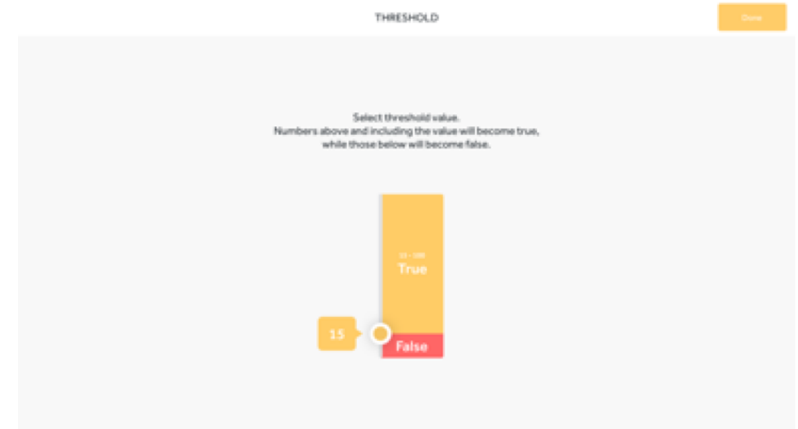 THRESHOLD
Done
Select threshold value.
Numbers above and including the value will become true,
while those below will become false.
True
15
False